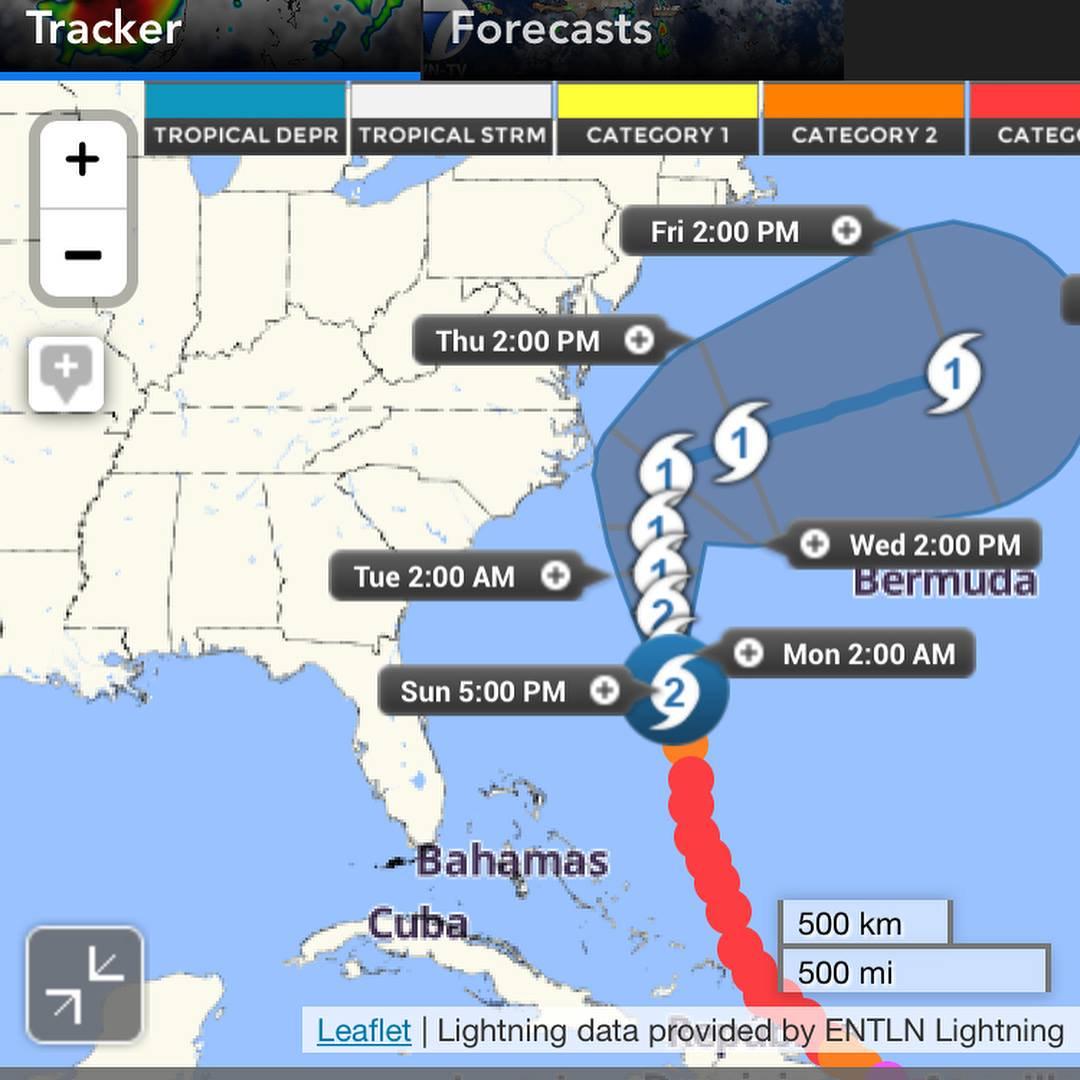 Tracker
Forecasts
TROPICAL DEPR
TROPICAL STRM
CATEGORY 1
CATEGORY 2
+
−
Fri 2:00 PM
Thu 2:00 PM
1
1
1
1
Wed 2:00 PM
Tue 2:00 AM
1
Bermuda
2
Mon 2:00 AM
Sun 5:00 PM
2
Bahamas
Cuba
500 km
500 mi
Leaflet | Lightning data provided by ENTLN Lightning